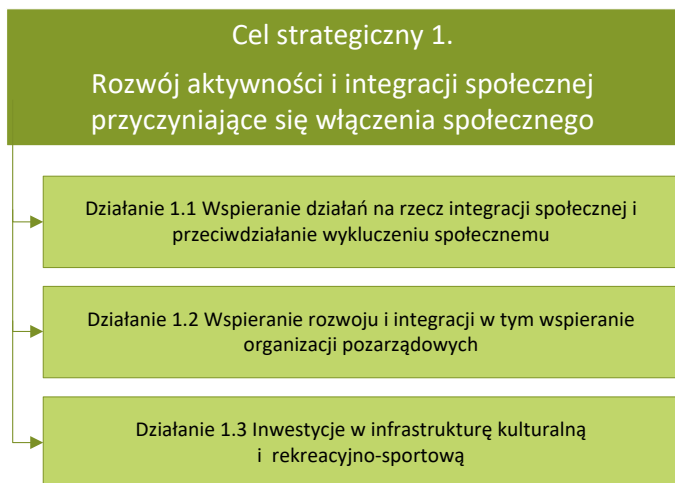 Cel strategiczny 1.
Rozwój aktywności i integracji społecznej
przyczyniające się włączenia społecznego
Działanie 1.1 Wspieranie działań na rzecz integracji społecznej i
przeciwdziałanie wykluczeniu społecznemu
Działanie 1.2 Wspieranie rozwoju i integracji w tym wspieranie
organizacji pozarządowych
Działanie 1.3 Inwestycje w infrastrukturę kulturalną
i rekreacyjno-sportową